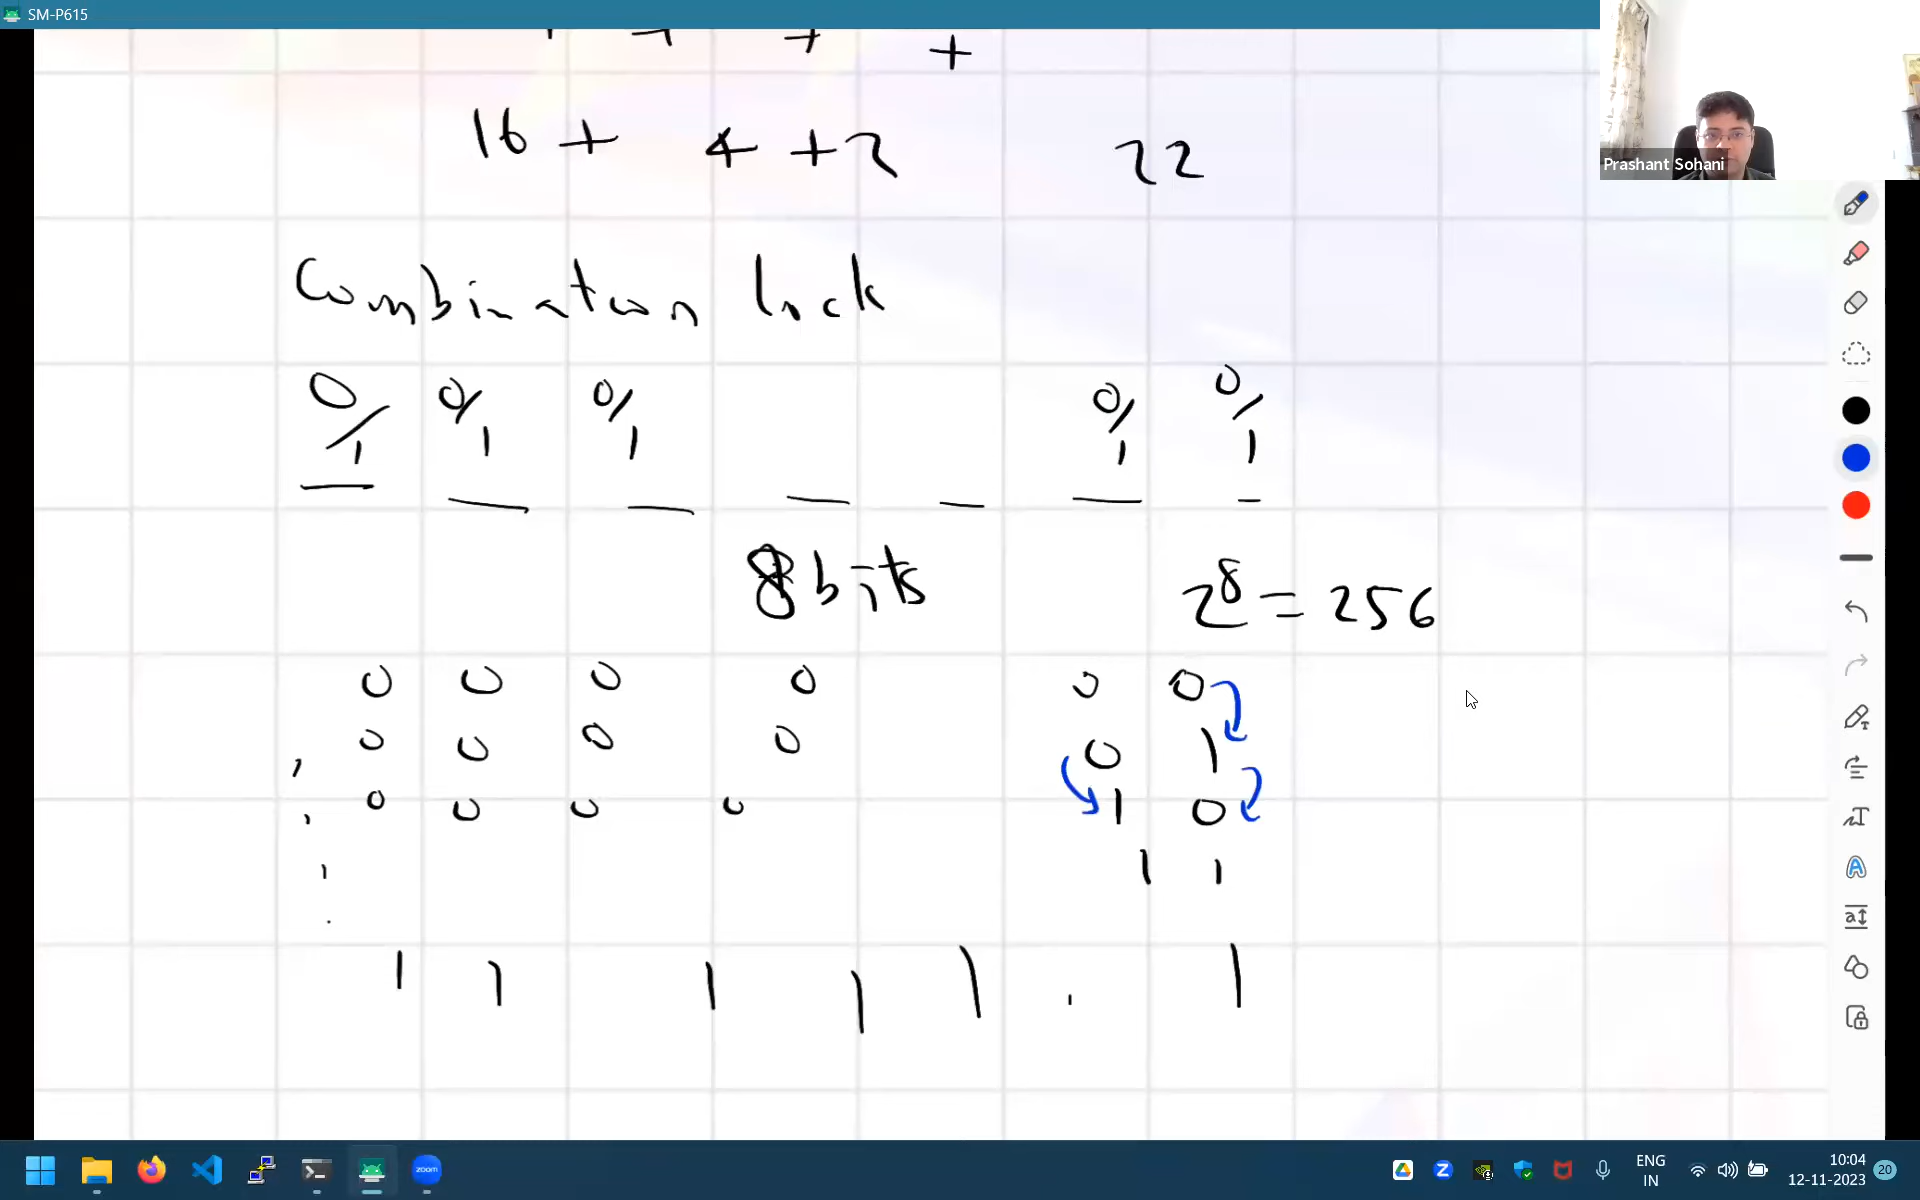 SM-P615
+ + +
16 + 4 + 2 22
Prashant Sohani
Combination lock
0/1 0/1 0/1 0/1 0/1
8 bits 2^8 = 256
0 0 0 0 0 0
0 0 0 0 0 1
0 0 0 0 1 0
1 1
1 1 1 1 1 . 1
zoom
ENG
IN
10:04
12-11-2023
20